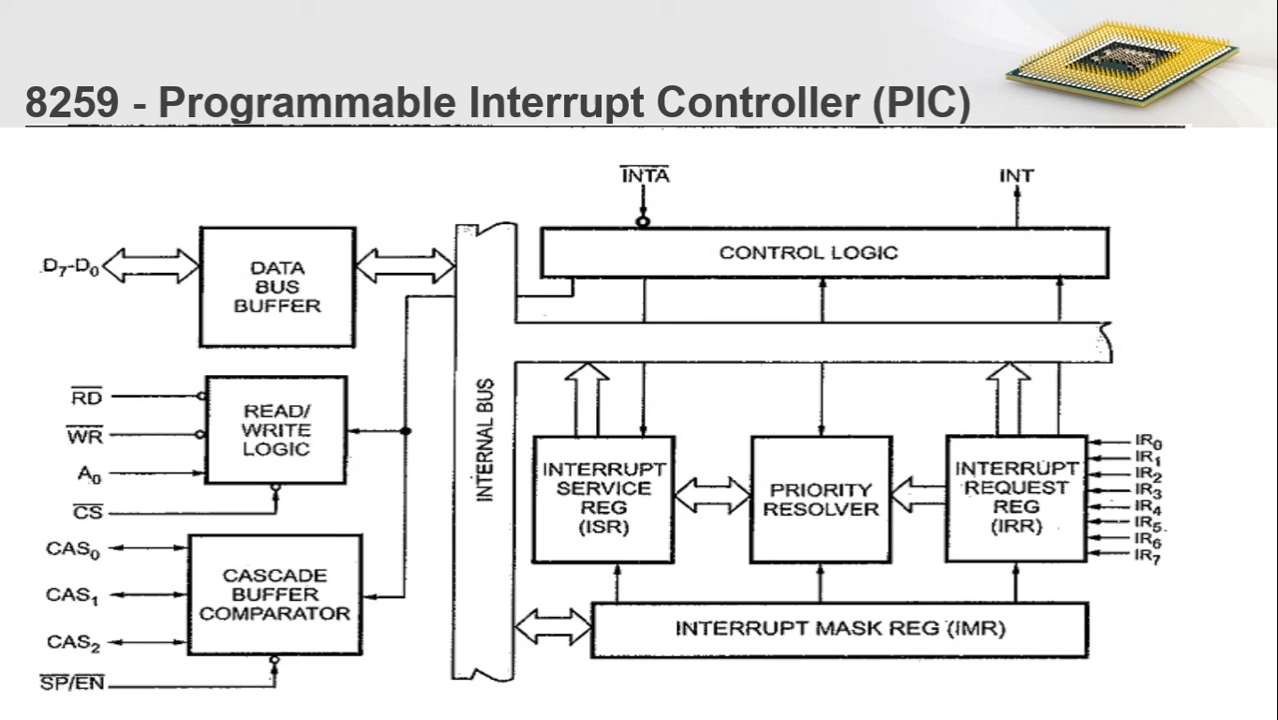 8259 - Programmable Interrupt Controller (PIC)
INTA
INT
CONTROL LOGIC
D7-D0
DATA
BUS
BUFFER
RD
WR
A0
CS
READ/
WRITE
LOGIC
INTERNAL BUS
INTERRUPT
SERVICE
REG
(ISR)
PRIORITY
RESOLVER
INTERRUPT
REQUEST
REG
(IRR)
IR0
IR1
IR2
IR3
IR4
IR5
IR6
IR7
CAS0
CAS1
CAS2
SP/EN
CASCADE
BUFFER
COMPARATOR
INTERRUPT MASK REG (IMR)